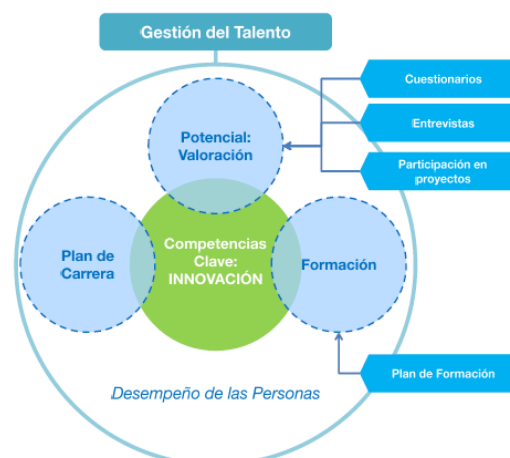 Gestión del Talento
Cuestionarios
Entrevistas
Participación en
proyectos
Potencial:
Valoración
Plan de
Carrera
Competencias
Clave:
INNOVACIÓN
Formación
Plan de Formación
Desempeño de las Personas